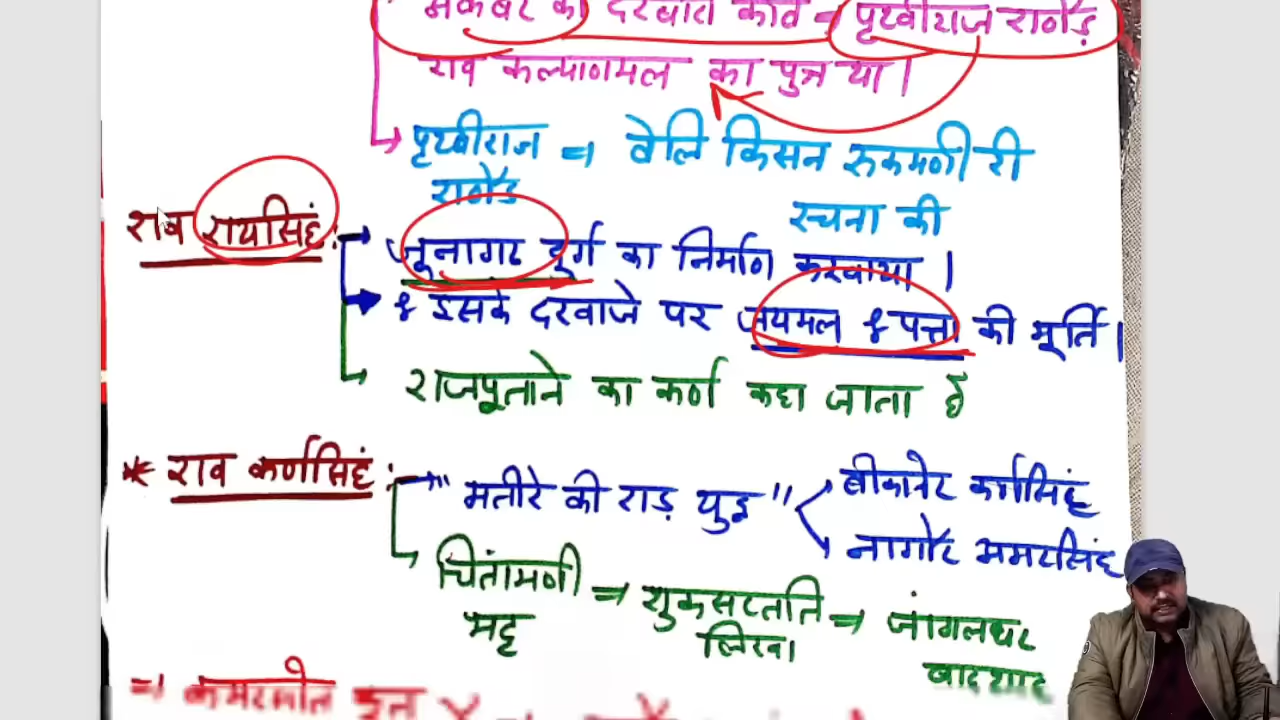 अकबर का दरबारी कवि = पृथ्वीराज राठौड़
राव कल्याणमल का पुत्र था।
पृथ्वीराज राठौड़ => वेलि किसन रुकमणी री
रचना की
राव रायसिंह :
जूनागढ दुर्ग का निर्माण करवाया।
& इसके दरवाजे पर जयमल & पत्ता की मूर्ति।
राजपूताने का कर्ण कहा जाता है
* राव कर्णसिंह : "मतीरे की राड़ युद्ध"
बीकानेर कर्णसिंह
नागौर अमरसिंह
चिंतामणी भट्ट => शुकसप्तति लिखा => जांगलधर बादशाह